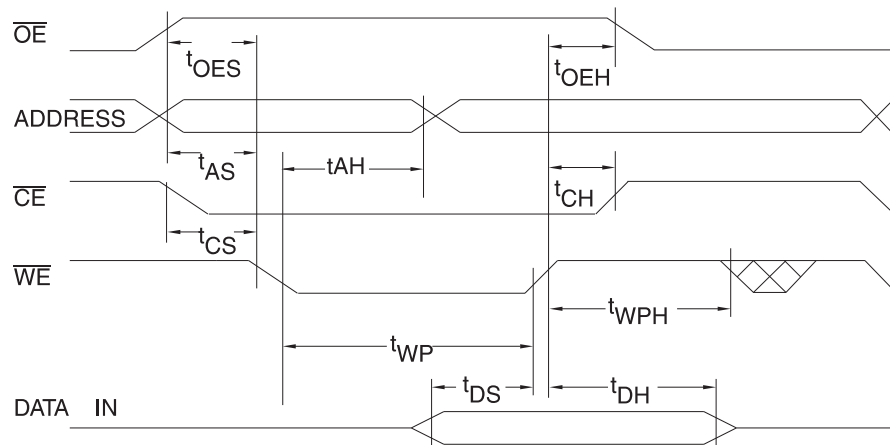 OE
tOES
tOEH
ADDRESS
tAS
tAH
tCH
CE
tCS
WE
tWPH
tWP
tDS
tDH
DATA IN